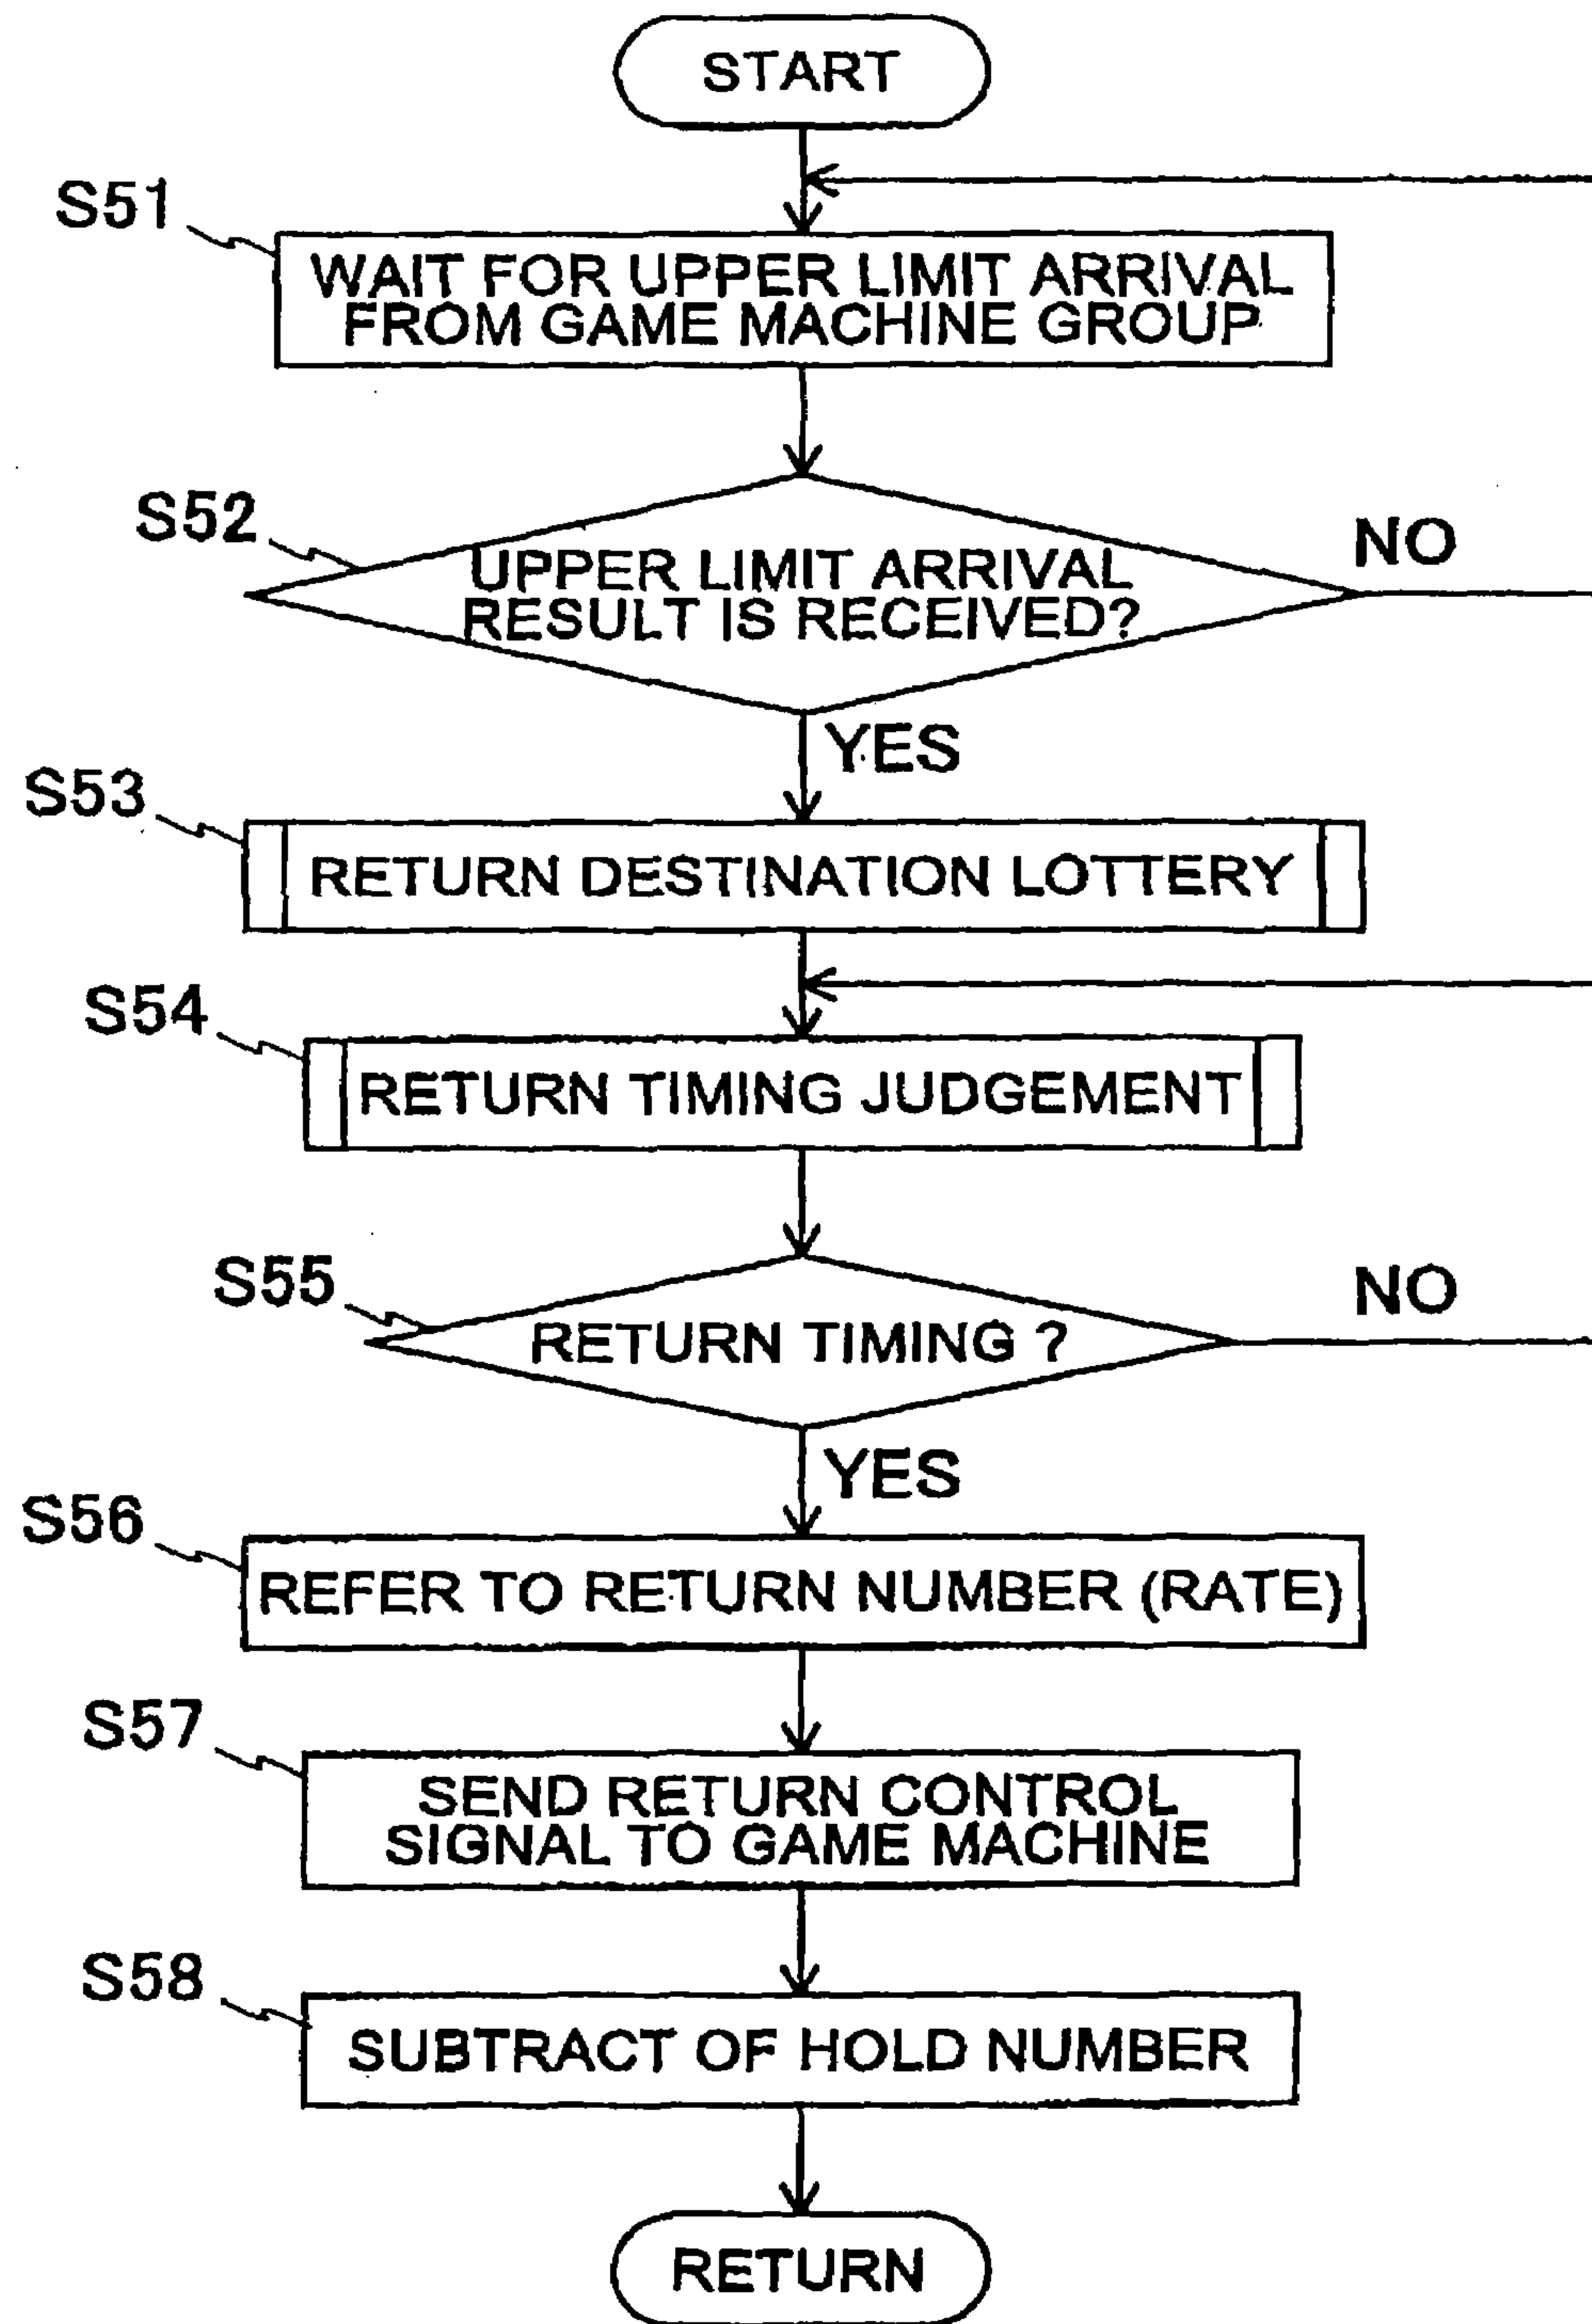 START
S51
WAIT FOR UPPER LIMIT ARRIVAL
FROM GAME MACHINE GROUP
S52
UPPER LIMIT ARRIVAL
RESULT IS RECEIVED?
NO
YES
S53
RETURN DESTINATION LOTTERY
S54
RETURN TIMING JUDGEMENT
S55
RETURN TIMING ?
NO
YES
S56
REFER TO RETURN NUMBER (RATE)
S57
SEND RETURN CONTROL
SIGNAL TO GAME MACHINE
S58
SUBTRACT OF HOLD NUMBER
RETURN